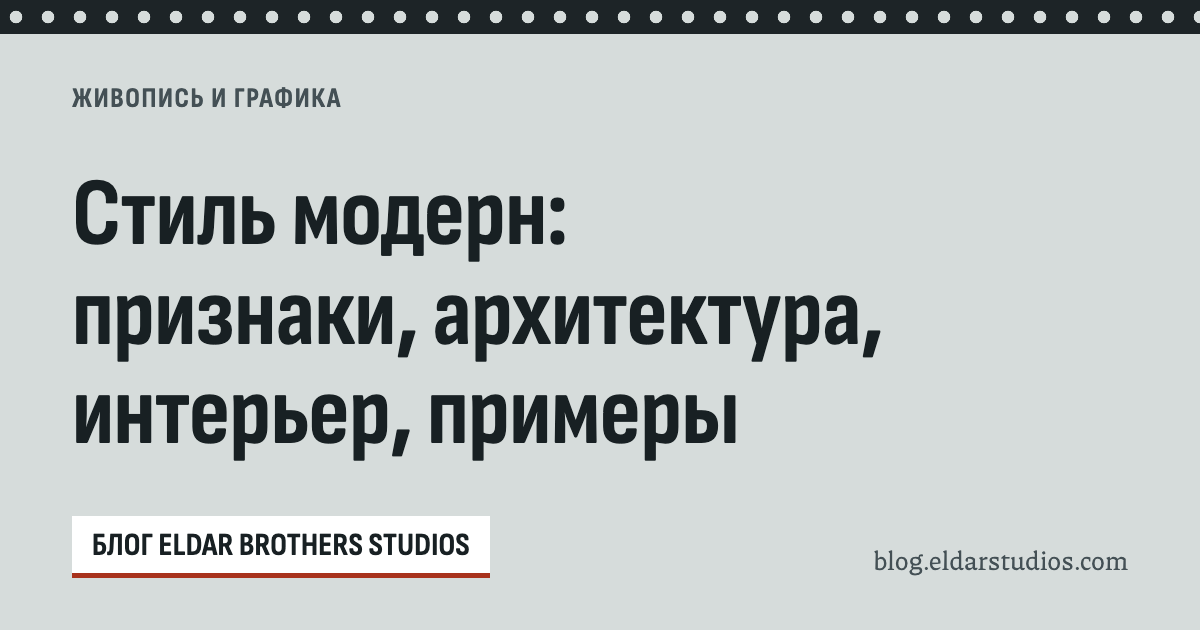 ЖИВОПИСЬ И ГРАФИКА
Стиль модерн:
признаки, архитектура,
интерьер, примеры
БЛОГ ELDAR BROTHERS STUDIOS
blog.eldarstudios.com